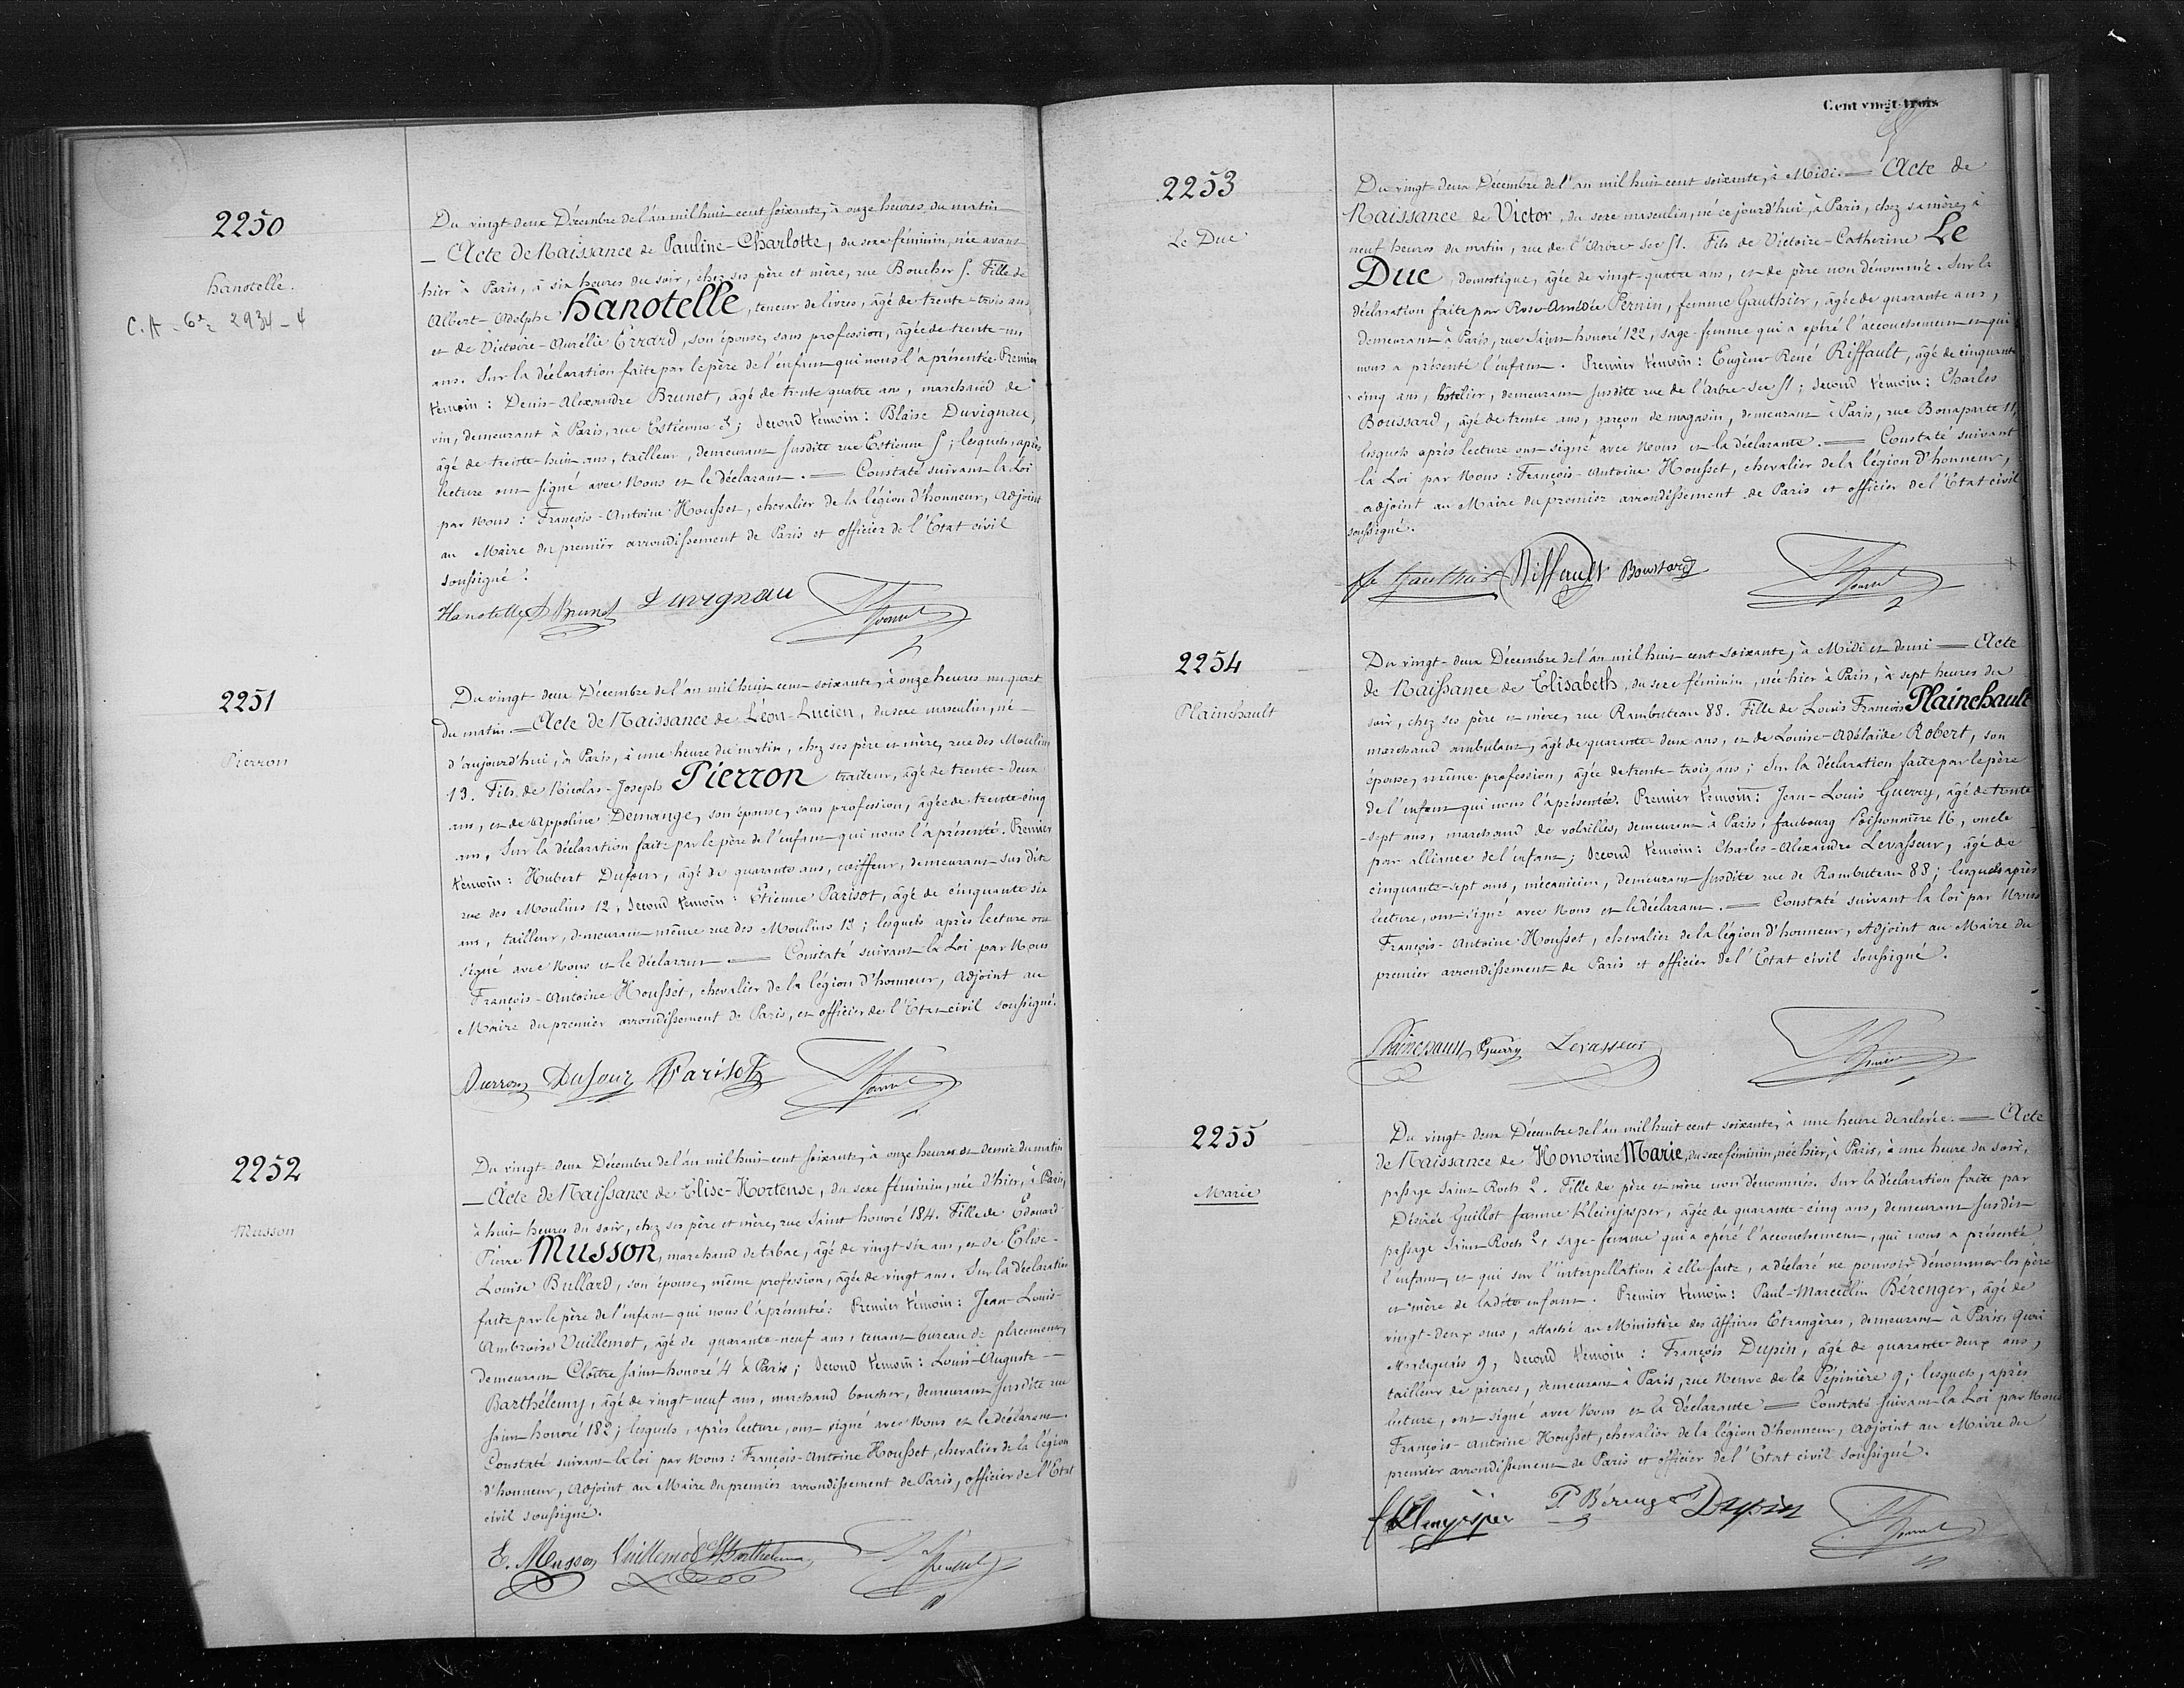 2250
hanotelle.
C. A - 6e 2934 - 4
Du vingt-deux Décembre de l'an mil huit cent soixante, à onze heures du matin
— Acte de Naissance de Pauline-Charlotte, du sexe féminin, née avant
hier à Paris, à six heures du soir, chez ses père et mère, rue Boucher 5. Fille de
Albert-Adolphe hanotelle, teneur de livres, âgé de trente-trois ans
et de Victoire-Aurélie Errard, son épouse, sans profession, âgée de trente-un
ans. Sur la déclaration faite par le père de l'enfant qui nous l'a présentée. Premier
témoin : Denis-Alexandre Brunet, âgé de trente quatre ans, marchand de
vin, demeurant à Paris, rue Estienne 5 ; second témoin : Blaise Duvignau,
âgé de trente-huit ans, tailleur, demeurant susdite rue Estienne 5 ; lesquels, après
lecture ont signé avec Nous et le déclarant. — Constaté suivant la Loi
par Nous : François-Antoine Housset, chevalier de la légion d'honneur, adjoint
au Maire du premier arrondissement de Paris et officier de l'Etat civil
soussigné.
Hanotelle Brunet Duvignau
2251
Pierron
Du vingt-deux Décembre de l'an mil huit cent soixante, à onze heures un quart
du matin. — Acte de Naissance de Léon-Lucien, du sexe masculin, né
d'aujourd'hui, à Paris, à une heure du matin, chez ses père et mère, rue des Moulins
13. Fils de Nicolas-Joseph Pierron traiteur, âgé de trente-deux
ans, et de Appoline Demange, son épouse, sans profession, âgée de trente-cinq
ans. Sur la déclaration faite par le père de l'enfant qui nous l'a présenté. Premier
témoin : Hubert Dufour, âgé de quarante ans, coiffeur, demeurant sus dite
rue des Moulins 12, second témoin : Etienne Parisot, âgé de cinquante six
ans, tailleur, demeurant même rue des Moulins 13 ; lesquels après lecture ont
signé avec Nous et le déclarant — Constaté suivant la Loi par Nous
François-Antoine Housset, chevalier de la légion d'honneur, adjoint au
Maire du premier arrondissement de Paris, et officier de l'Etat civil soussigné.
Pierron Dufour Parisot
2252
Musson
Du vingt-deux Décembre de l'an mil huit cent soixante, à onze heures et demie du matin
— Acte de Naissance de Elise-Hortense, du sexe féminin, née d'hier, à Paris,
à huit heures du soir, chez ses père et mère, rue Saint honoré 184. Fille de Edouard-
Pierre Musson, marchand de tabac, âgé de vingt-six ans, et de Elise-
Louise Bullard, son épouse, même profession, âgée de vingt ans. Sur la déclaration
faite par le père de l'enfant qui nous l'a présentée : Premier témoin : Jean-Louis-
Ambroise Vuillemot, âgé de quarante-neuf ans, tenant bureau de placement,
demeurant Cloître Saint-honoré 4 à Paris ; second témoin : Louis-Auguste —
Barthélemy, âgé de vingt-neuf ans, marchand boucher, demeurant susdite rue
Saint honoré 182 ; lesquels, après lecture, ont signé avec Nous et le déclarant.
Constaté suivant la loi par Nous : François-Antoine Housset, chevalier de la légion
d'honneur, adjoint au Maire du premier arrondissement de Paris, officier de l'Etat
civil soussigné.
E. Musson Vuillemot Barthélemy
Cent vingt-trois
2253
Le Duc
Du vingt-deux Décembre de l'an mil huit cent soixante, à Midi. — Acte de
Naissance de Victor, du sexe masculin, né ce jourd'hui, à Paris, chez sa mère, à
neuf heures du matin, rue de l'Arbre-sec 51. Fils de Victoire-Catherine Le
Duc, domestique, âgée de vingt-quatre ans, et de père non dénommé. Sur la
déclaration faite par Rose-Amédée Pernin, femme Gauthier, âgée de quarante ans,
demeurant à Paris, rue Saint honoré 122, sage-femme qui a opéré l'accouchement et qui
nous a présenté l'enfant. Premier témoin : Eugène René Riffault, âgé de cinquante
cinq ans, hôtelier, demeurant susdite rue de l'arbre-sec 51 ; second témoin : Charles
Boussard, âgé de trente ans, garçon de magasin, demeurant à Paris, rue Bonaparte 11,
lesquels après lecture ont signé avec Nous et la déclarante. — Constaté suivant
la Loi par Nous : François-Antoine Housset, chevalier de la légion d'honneur,
adjoint au Maire du premier arrondissement de Paris et officier de l'Etat civil
soussigné.
fe Gauthier Riffault Boussard
2254
Plainchault
Du vingt-deux Décembre de l'an mil huit cent soixante, à Midi et demi — Acte
de Naissance de Elisabeth, du sexe féminin, née hier à Paris, à sept heures du
soir, chez ses père et mère, rue Rambuteau 88. Fille de Louis François Plainchault
marchand ambulant, âgé de quarante-deux ans, et de Louise-Adélaïde Robert, son
épouse, même profession, âgée de trente-trois ans ; Sur la déclaration faite par le père
de l'enfant qui nous l'a présentée. Premier témoin : Jean-Louis Guerry, âgé de trente
-sept ans, marchand de volailles, demeurant à Paris, faubourg Poissonnière 16, oncle
par alliance de l'enfant ; second témoin : Charles-Alexandre Levasseur, âgé de
cinquante-sept ans, mécanicien, demeurant susdite rue de Rambuteau 88 ; lesquels après
lecture, ont signé avec Nous et le déclarant. — Constaté suivant la loi par Nous
François-Antoine Housset, chevalier de la légion d'honneur, Adjoint au Maire du
premier arrondissement de Paris et officier de l'Etat civil soussigné.
Plainchault Guerry Levasseur
2255
Marie
Du vingt-deux Décembre de l'an mil huit cent soixante, à une heure de relevée. — Acte
de Naissance de Honorine Marie, du sexe féminin, née hier, à Paris, à une heure du soir,
passage Saint Roch 2. Fille de père et mère non dénommés. Sur la déclaration faite par
Désirée Guillot femme Kleinjasper, âgée de quarante-cinq ans, demeurant susdit
passage Saint-Roch 2, sage-femme qui a opéré l'accouchement, qui nous a présenté
l'enfant, et qui sur l'interpellation à elle faite, a déclaré ne pouvoir dénommer les père
et mère de ladite enfant. Premier témoin : Paul-Marcellin Bérenger, âgé de
vingt-deux ans, attaché au Ministère des affaires Etrangères, demeurant à Paris, Quai
Malaquais 9, second témoin : François Dupin, âgé de quarante-deux ans,
tailleur de pierres, demeurant à Paris, rue Neuve de la Pépinière 9 ; lesquels, après
lecture, ont signé avec Nous et la déclarante — Constaté suivant la Loi par Nous
François-Antoine Housset, chevalier de la légion d'honneur, Adjoint au Maire du
premier arrondissement de Paris et officier de l'Etat civil soussigné.
f Kleinjasper P. Bérenger Dupin